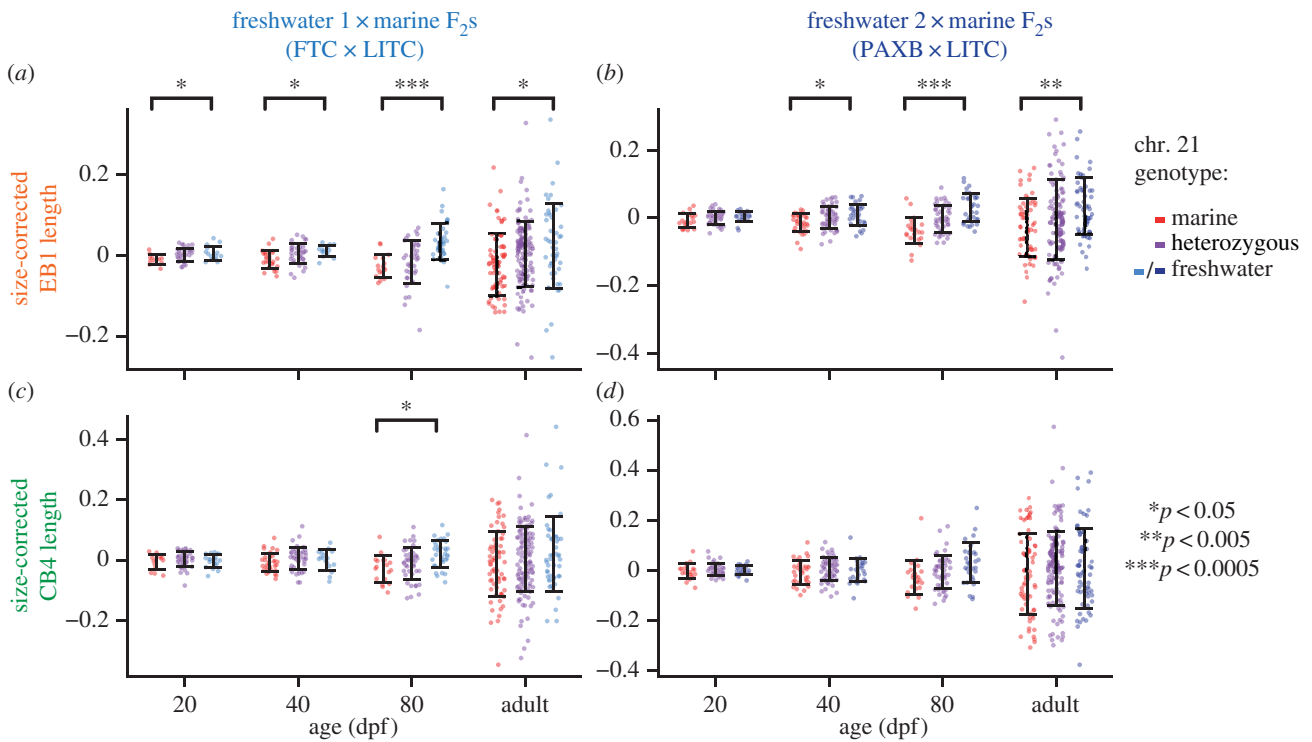 freshwater 1 × marine F2s
(FTC × LITC)
freshwater 2 × marine F2s
(PAXB × LITC)
(a)
* * *** *
size-corrected
EB1 length
0.2
0
−0.2
(b)
* *** **
0.2
0
−0.2
−0.4
chr. 21
genotype:
marine
heterozygous
/ freshwater
(c)
*
size-corrected
CB4 length
0.4
0.2
0
−0.2
20 40 80 adult
age (dpf)
(d)
0.6
0.4
0.2
0
−0.2
−0.4
20 40 80 adult
age (dpf)
*p < 0.05
**p < 0.005
***p < 0.0005